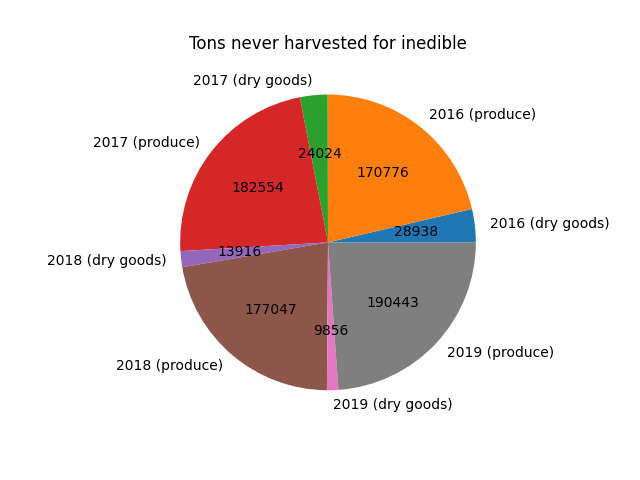 Tons never harvested for inedible
2017 (dry goods)
2016 (produce)
2017 (produce)
24024
170776
182554
2016 (dry goods)
28938
13916
2018 (dry goods)
190443
177047
9856
2019 (produce)
2018 (produce)
2019 (dry goods)